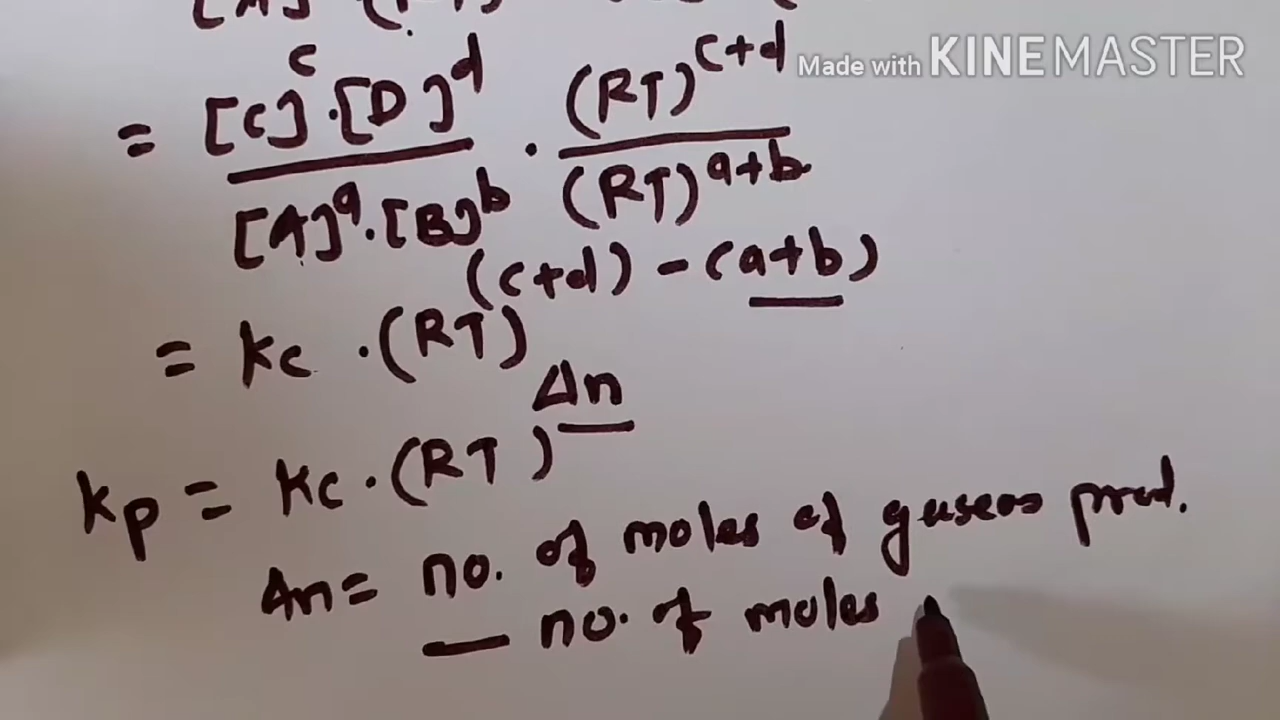 Made with KINEMASTER
= [C]^c . [D]^d / [A]^a . [B]^b . (RT)^c+d / (RT)^a+b
= Kc . (RT)^(c+d) - (a+b)
Kp = Kc . (RT)^Δn
Δn = no. of moles of guseos prod.
— no. of moles